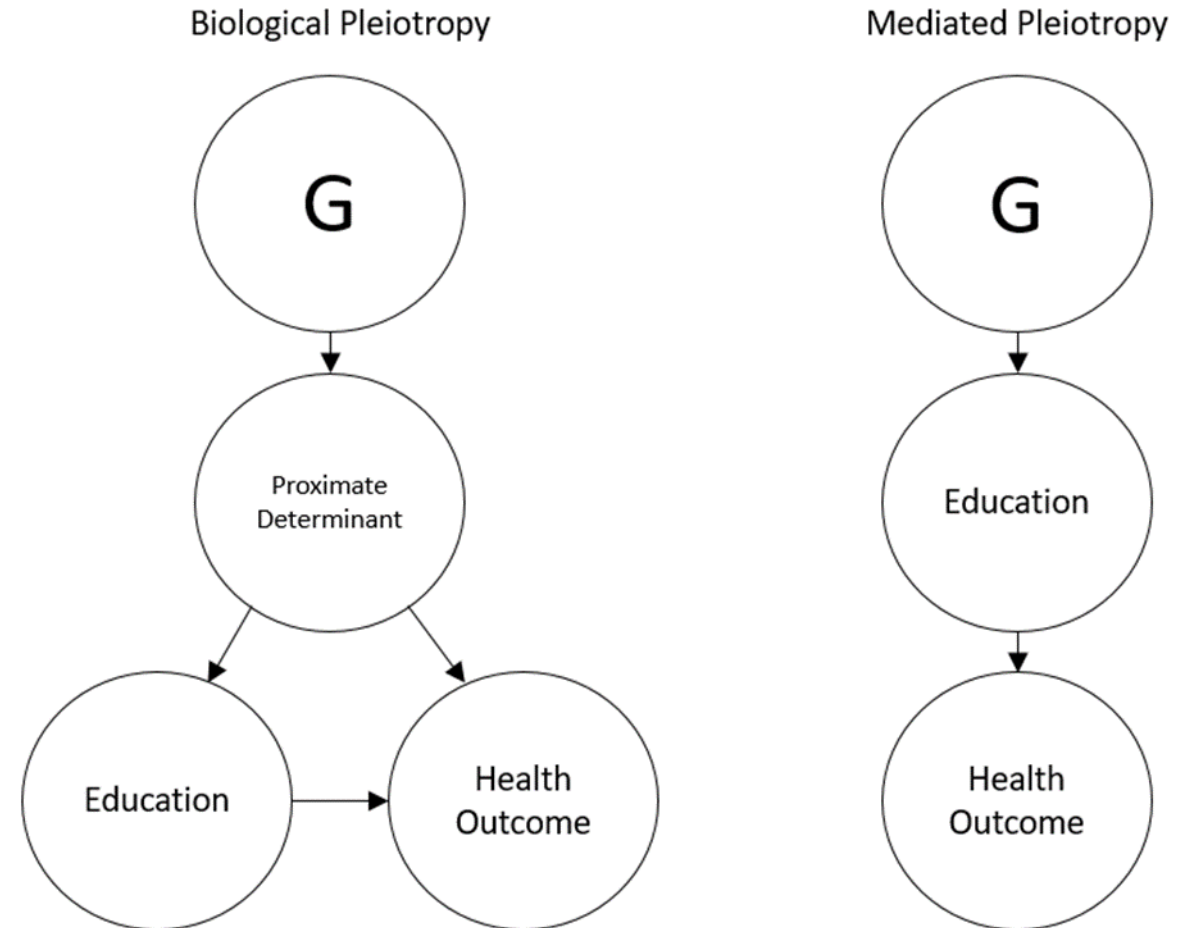 Biological Pleiotropy
G
Proximate
Determinant
Education
Health
Outcome
Mediated Pleiotropy
G
Education
Health
Outcome